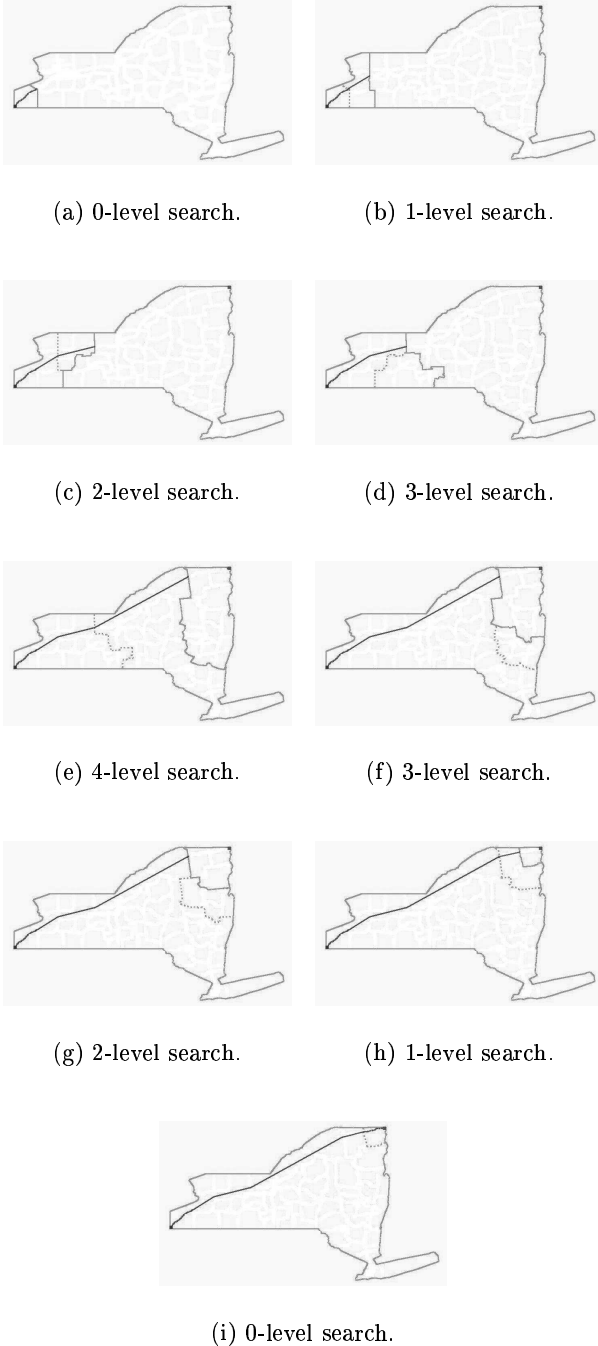 (a) 0-level search.
(b) 1-level search.
(c) 2-level search.
(d) 3-level search.
(e) 4-level search.
(f) 3-level search.
(g) 2-level search.
(h) 1-level search.
(i) 0-level search.